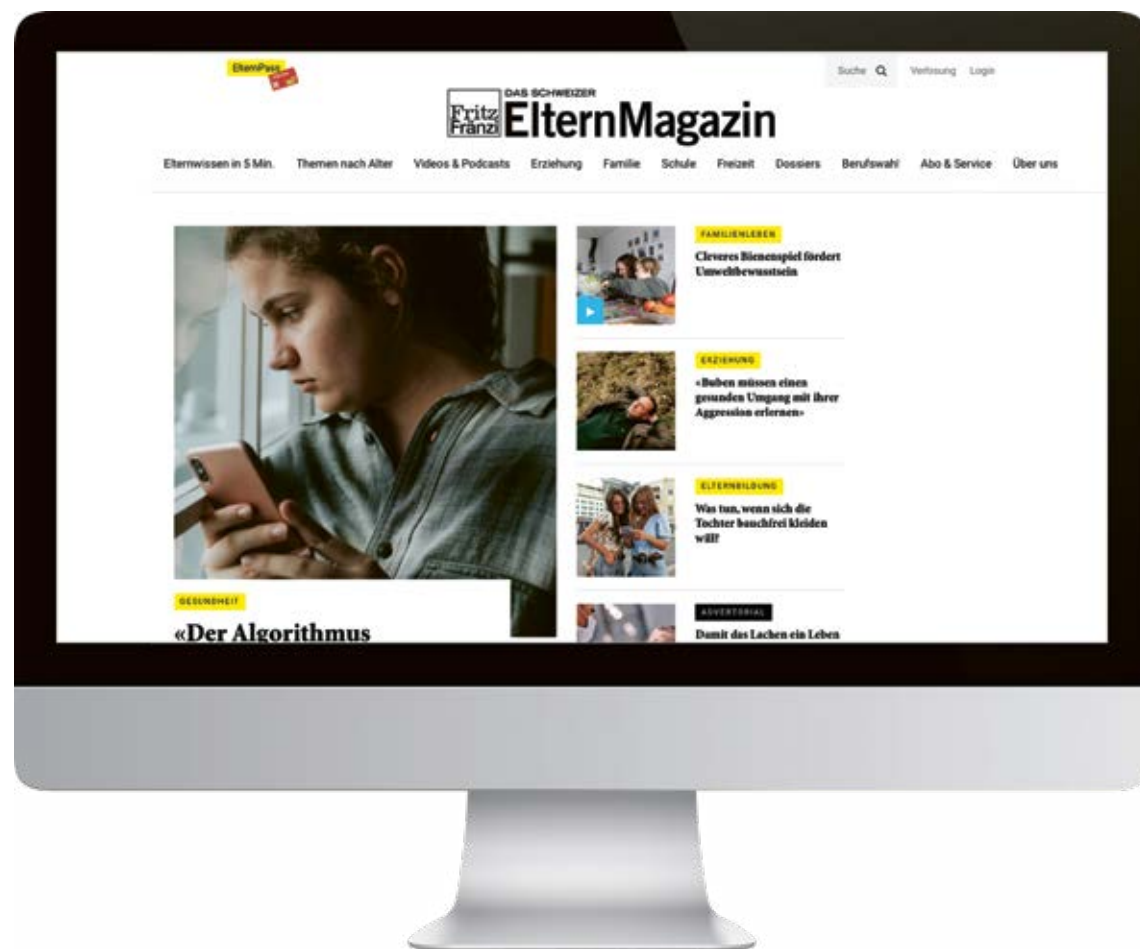 ElternPass
Suche
Verlosung
Login
DAS SCHWEIZER
Fritz+
Fränzi
ElternMagazin
Elternwissen in 5 Min.
Themen nach Alter
Videos & Podcasts
Erziehung
Familie
Schule
Freizeit
Dossiers
Berufswahl
Abo & Service
Über uns
FAMILIENLEBEN
Cleveres Bienenspiel fördert
Umweltbewusstsein
ERZIEHUNG
«Buben müssen einen
gesunden Umgang mit ihrer
Aggression erlernen»
ELTERNBILDUNG
Was tun, wenn sich die
Tochter bauchfrei kleiden
will?
ADVERTORIAL
Damit das Lachen ein Leben
GESUNDHEIT
«Der Algorithmus